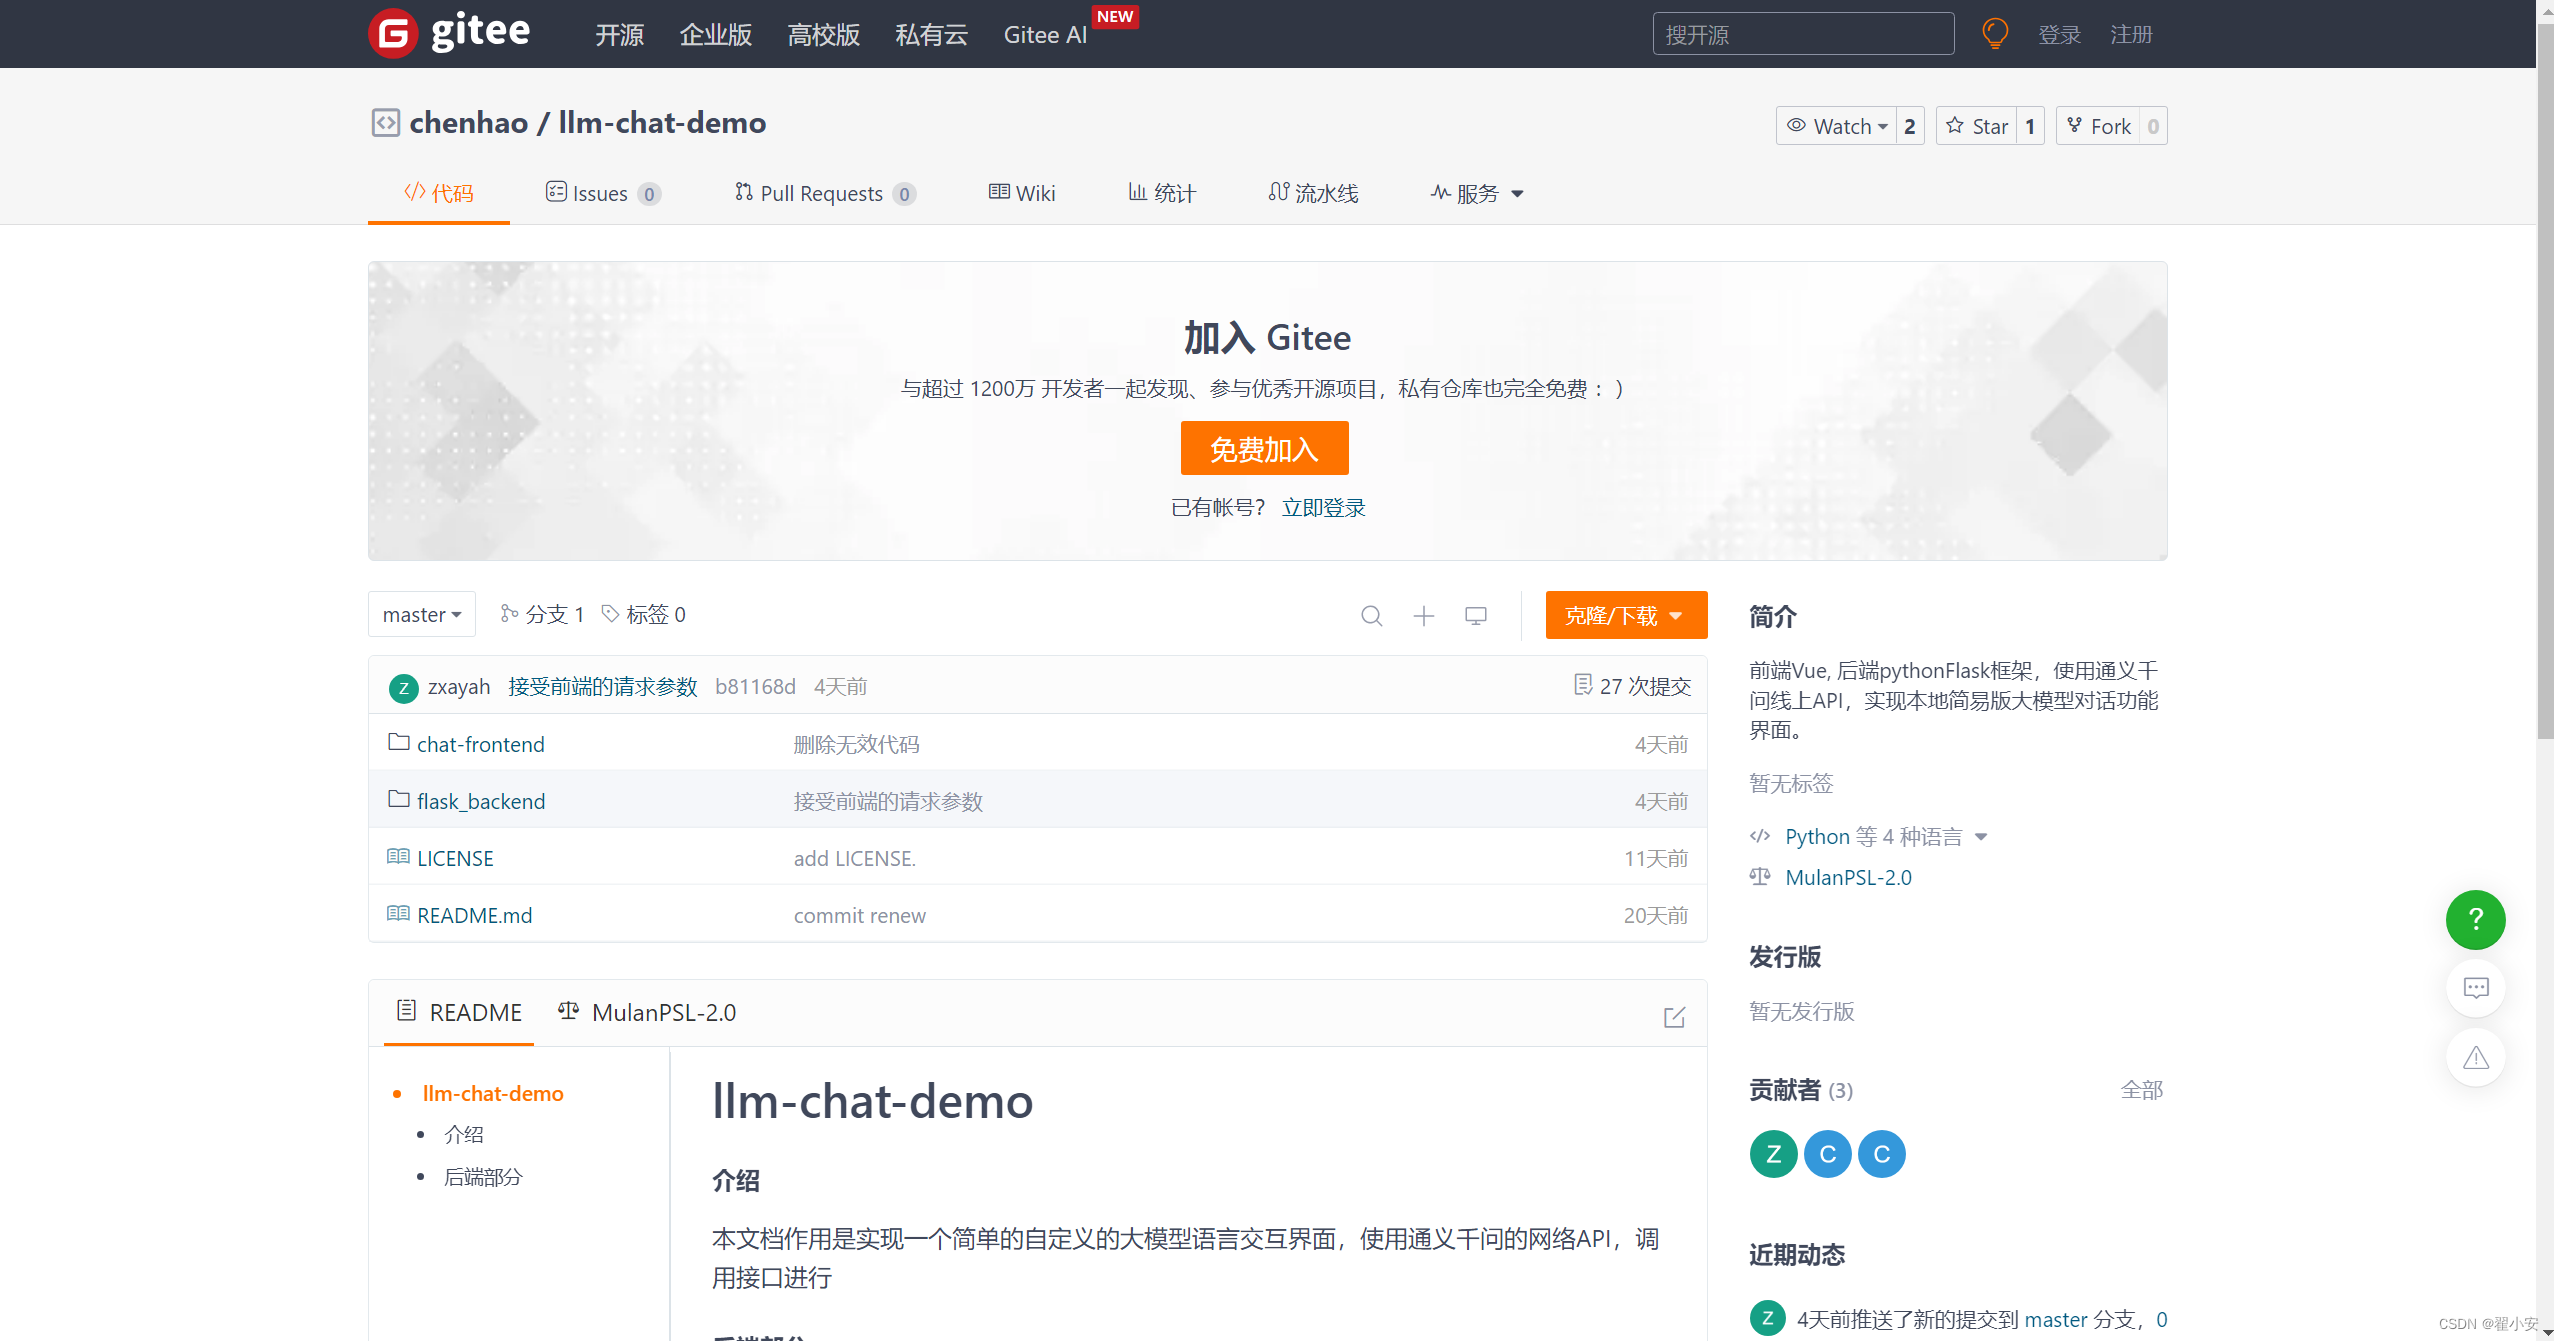 gitee 开源 企业版 高校版 私有云 Gitee AI NEW 搜开源 登录 注册
chenhao / llm-chat-demo Watch 2 Star 1 Fork 0
代码 Issues 0 Pull Requests 0 Wiki 统计 流水线 服务
加入 Gitee
与超过 1200万 开发者一起发现、参与优秀开源项目，私有仓库也完全免费 ：）
免费加入
已有帐号？ 立即登录
master 分支 1 标签 0 克隆/下载
Z zxayah 接受前端的请求参数 b81168d 4天前 27 次提交
chat-frontend 删除无效代码 4天前
flask_backend 接受前端的请求参数 4天前
LICENSE add LICENSE. 11天前
README.md commit renew 20天前
README MulanPSL-2.0
llm-chat-demo
介绍
后端部分
llm-chat-demo
介绍
本文档作用是实现一个简单的自定义的大模型语言交互界面，使用通义千问的网络API，调
用接口进行
后端部分
简介
前端Vue, 后端pythonFlask框架，使用通义千
问线上API，实现本地简易版大模型对话功能
界面。
暂无标签
Python 等 4 种语言
MulanPSL-2.0
发行版
暂无发行版
贡献者 (3) 全部
Z C C
近期动态
Z 4天前推送了新的提交到 master 分支，0
?
CSDN @翟小安